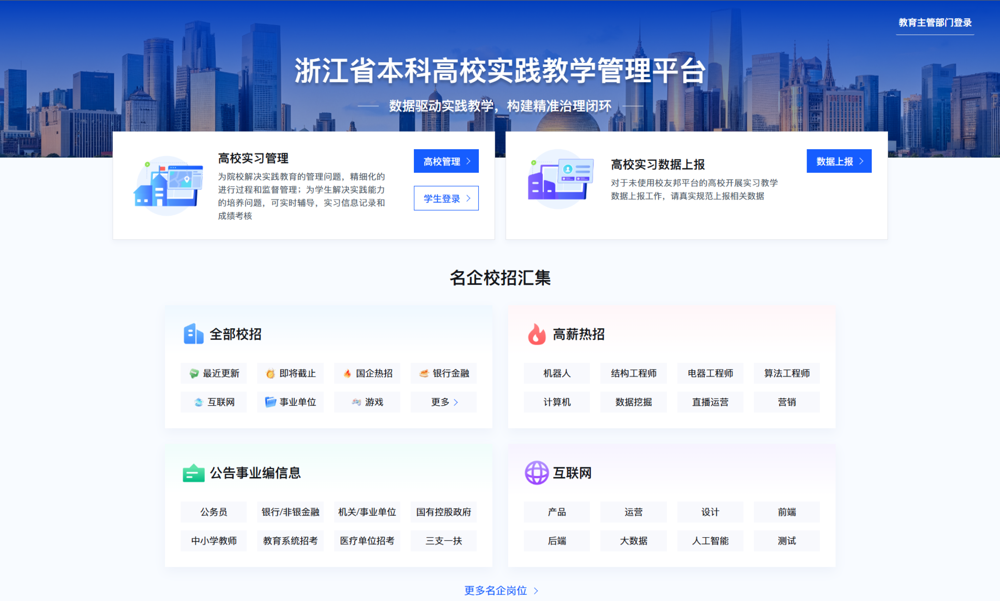 教育主管部门登录
浙江省本科高校实践教学管理平台
数据驱动实践教学，构建精准治理闭环
高校实习管理
为院校解决实践教育的管理问题，精细化的
进行过程和监督管理；为学生解决实践能力
的培养问题，可实时辅导，实习信息记录和
成绩考核
高校管理
学生登录
高校实习数据上报
对于未使用校友邦平台的高校开展实习教学
数据上报工作，请真实规范上报相关数据
数据上报
名企校招汇集
全部校招
最近更新 即将截止 国企热招 银行金融
互联网 事业单位 游戏 更多
高薪热招
机器人 结构工程师 电器工程师 算法工程师
计算机 数据挖掘 直播运营 营销
公告事业编信息
公务员 银行/非银金融 机关/事业单位 国有控股政府
中小学教师 教育系统招考 医疗单位招考 三支一扶
互联网
产品 运营 设计 前端
后端 大数据 人工智能 测试
更多名企岗位